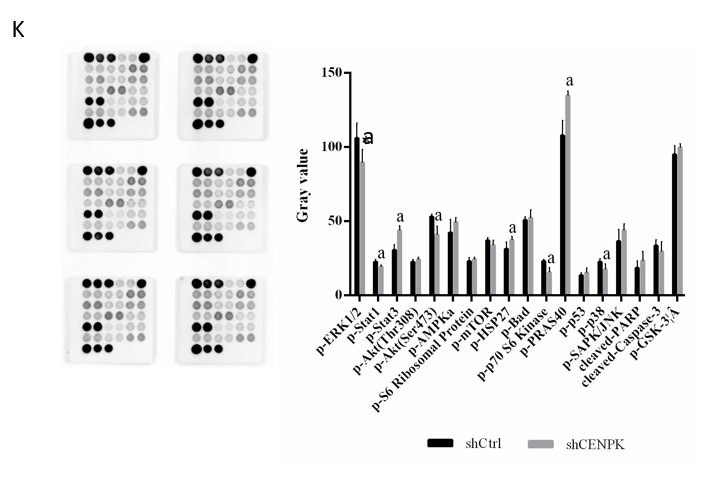 K
Gray value
150
100
50
0
a
a
a
a
a
a
a
p-ERK1/2
p-Stat1
p-Stat3
p-Akt(Thr308)
p-Akt(Ser473)
p-AMPKa
p-S6 Ribosomal Protein
p-mTOR
p-HSP27
p-Bad
p-p70 S6 Kinase
p-PRAS40
p-p53
p-p38
p-SAPK/JNK
cleaved-PARP
cleaved-Caspase-3
p-GSK-3/Â
shCtrl
shCENPK